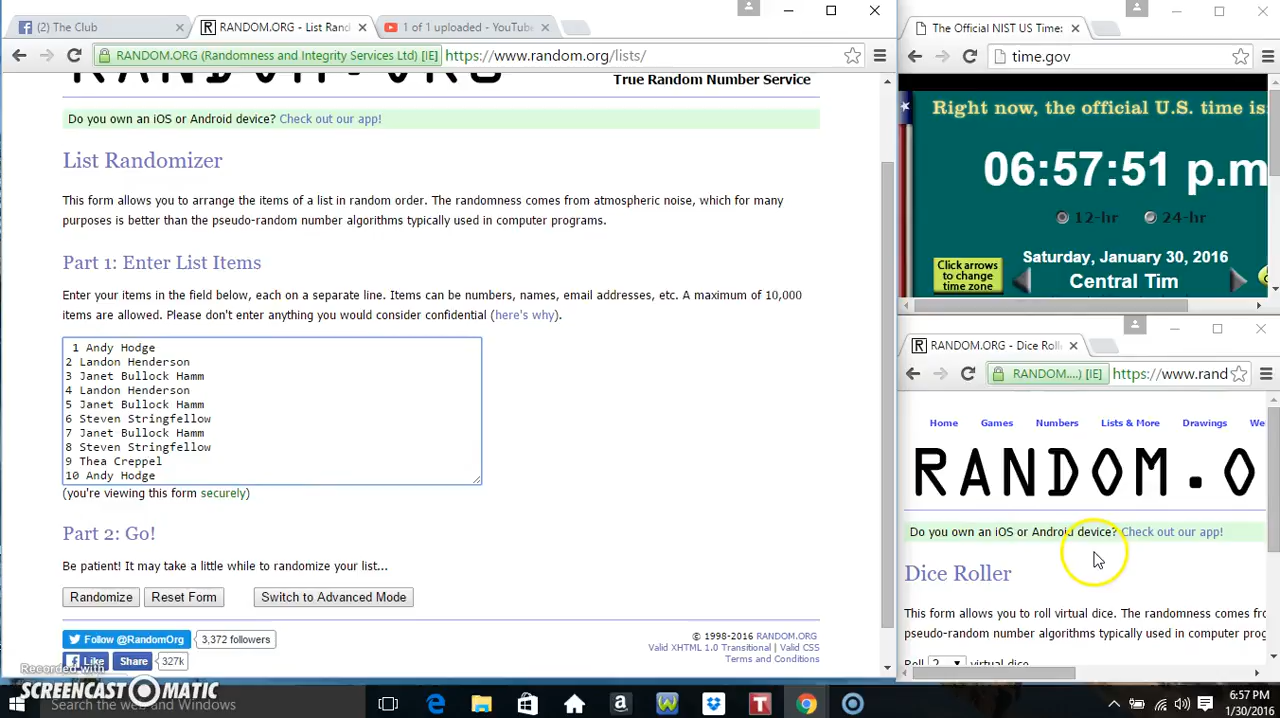 (2) The Club
RANDOM.ORG - List Rand
1 of 1 uploaded - YouTube
RANDOM.ORG (Randomness and Integrity Services Ltd) [IE]
https://www.random.org/lists/
RANDOM.ORG
True Random Number Service
Do you own an iOS or Android device? Check out our app!
List Randomizer
This form allows you to arrange the items of a list in random order. The randomness comes from atmospheric noise, which for many
purposes is better than the pseudo-random number algorithms typically used in computer programs.
Part 1: Enter List Items
Enter your items in the field below, each on a separate line. Items can be numbers, names, email addresses, etc. A maximum of 10,000
items are allowed. Please don't enter anything you would consider confidential (here's why).
1 Andy Hodge
2 Landon Henderson
3 Janet Bullock Hamm
4 Landon Henderson
5 Janet Bullock Hamm
6 Steven Stringfellow
7 Janet Bullock Hamm
8 Steven Stringfellow
9 Thea Creppel
10 Andy Hodge
(you're viewing this form securely)
Part 2: Go!
Be patient! It may take a little while to randomize your list...
Randomize
Reset Form
Switch to Advanced Mode
Follow @RandomOrg
3,372 followers
Like
Share
327k
© 1998-2016 RANDOM.ORG
Valid XHTML 1.0 Transitional | Valid CSS
Terms and Conditions
The Official NIST US Time:
time.gov
Right now, the official U.S. time is:
06:57:51 p.m
12-hr
24-hr
Saturday, January 30, 2016
Click arrows
to change
time zone
Central Tim
RANDOM.ORG - Dice Roll
RANDOM....) [IE]
https://www.rand
Home
Games
Numbers
Lists & More
Drawings
We
RANDOM.O
Do you own an iOS or Android device? Check out our app!
Dice Roller
This form allows you to roll virtual dice. The randomness comes fro
pseudo-random number algorithms typically used in computer prog
Roll 2 virtual dice.
Recorded with
SCREENCAST-O-MATIC
Search the web and Windows
6:57 PM
1/30/2016